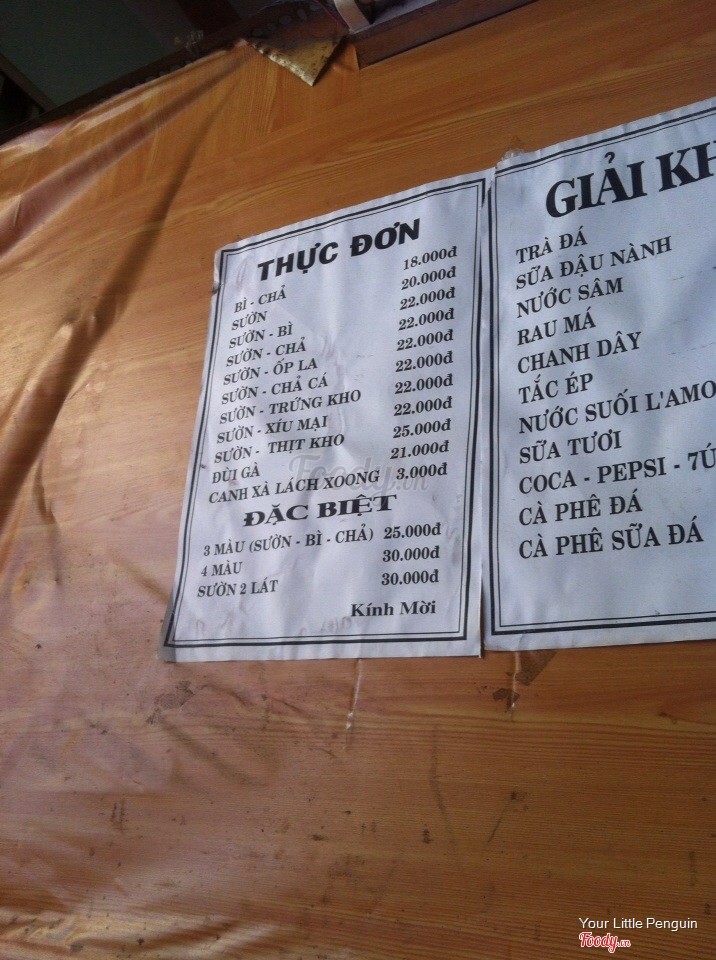 THỰC ĐƠN
BÌ - CHẢ 18.000đ
SƯỜN 20.000đ
SƯỜN - BÌ 22.000đ
SƯỜN - CHẢ 22.000đ
SƯỜN - ỐP LA 22.000đ
SƯỜN - CHẢ CÁ 22.000đ
SƯỜN - TRỨNG KHO 22.000đ
SƯỜN - XÍU MẠI 22.000đ
SƯỜN - THỊT KHO 25.000đ
ĐÙI GÀ 21.000đ
CANH XÀ LÁCH XOONG 3.000đ
ĐẶC BIỆT
3 MÀU (SƯỜN - BÌ - CHẢ) 25.000đ
4 MÀU 30.000đ
SƯỜN 2 LÁT 30.000đ
Kính Mời
GIẢI KH
TRÀ ĐÁ
SỮA ĐẬU NÀNH
NƯỚC SÂM
RAU MÁ
CHANH DÂY
TẮC ÉP
NƯỚC SUỐI L'AMO
SỮA TƯƠI
COCA - PEPSI - 7Ú
CÀ PHÊ ĐÁ
CÀ PHÊ SỮA ĐÁ
Foody.vn
Your Little Penguin
Foody.vn